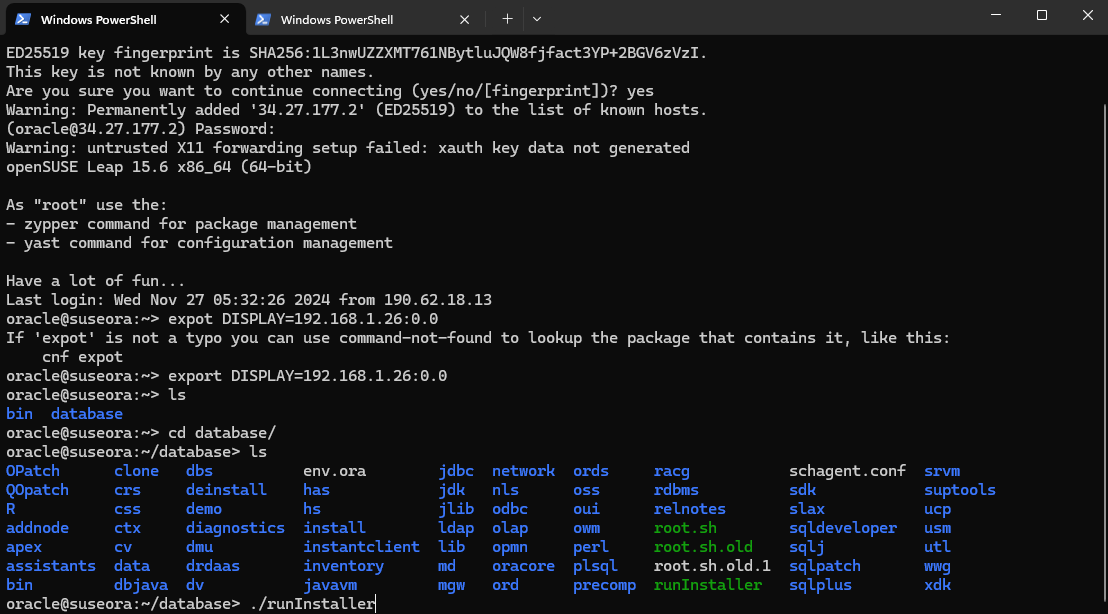 Windows PowerShell
Windows PowerShell
ED25519 key fingerprint is SHA256:1L3nwUZZXMT761NBytluJQW8fjfact3YP+2BGV6zVzI.
This key is not known by any other names.
Are you sure you want to continue connecting (yes/no/[fingerprint])? yes
Warning: Permanently added '34.27.177.2' (ED25519) to the list of known hosts.
(oracle@34.27.177.2) Password:
Warning: untrusted X11 forwarding setup failed: xauth key data not generated
openSUSE Leap 15.6 x86_64 (64-bit)
As "root" use the:
- zypper command for package management
- yast command for configuration management
Have a lot of fun...
Last login: Wed Nov 27 05:32:26 2024 from 190.62.18.13
oracle@suseora:~> expot DISPLAY=192.168.1.26:0.0
If 'expot' is not a typo you can use command-not-found to lookup the package that contains it, like this:
    cnf expot
oracle@suseora:~> export DISPLAY=192.168.1.26:0.0
oracle@suseora:~> ls
bin  database
oracle@suseora:~> cd database/
oracle@suseora:~/database> ls
OPatch      clone   dbs          env.ora        jdbc  network  ords     racg          schagent.conf  srvm
QOpatch     crs     deinstall    has            jdk   nls      oss      rdbms         sdk            suptools
R           css     demo         hs             jlib  odbc     oui      relnotes      slax           ucp
addnode     ctx     diagnostics  install        ldap  olap     owm      root.sh       sqldeveloper   usm
apex        cv      dmu          instantclient  lib   opmn     perl     root.sh.old   sqlj           utl
assistants  data    drdaas       inventory      md    oracore  plsql    root.sh.old.1  sqlpatch       wwg
bin         dbjava  dv           javavm         mgw   ord      precomp  runInstaller  sqlplus        xdk
oracle@suseora:~/database> ./runInstaller